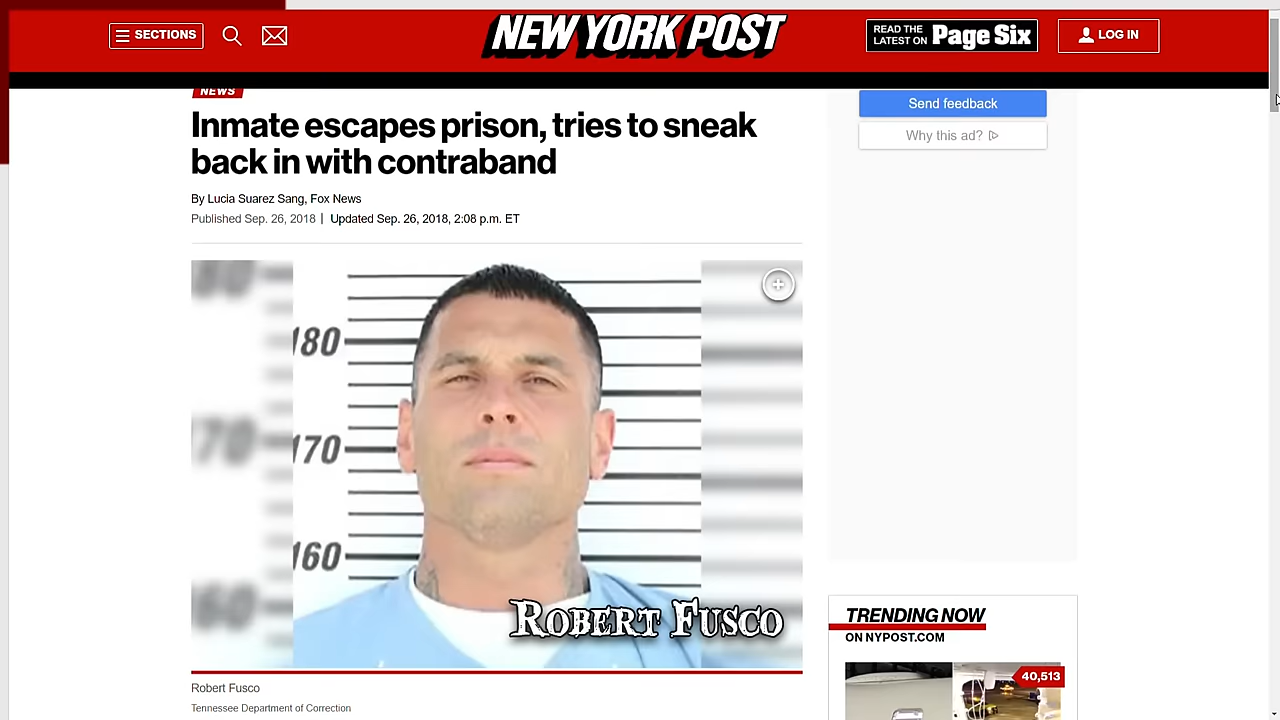 SECTIONS
NEW YORK POST
READ THE
LATEST ON
Page Six
LOG IN
NEWS
Inmate escapes prison, tries to sneak
back in with contraband
By Lucia Suarez Sang, Fox News
Published Sep. 26, 2018 | Updated Sep. 26, 2018, 2:08 p.m. ET
Send feedback
Why this ad?
180
170
160
80
70
60
ROBERT FUSCO
Robert Fusco
Tennessee Department of Correction
TRENDING NOW
ON NYPOST.COM
40,513